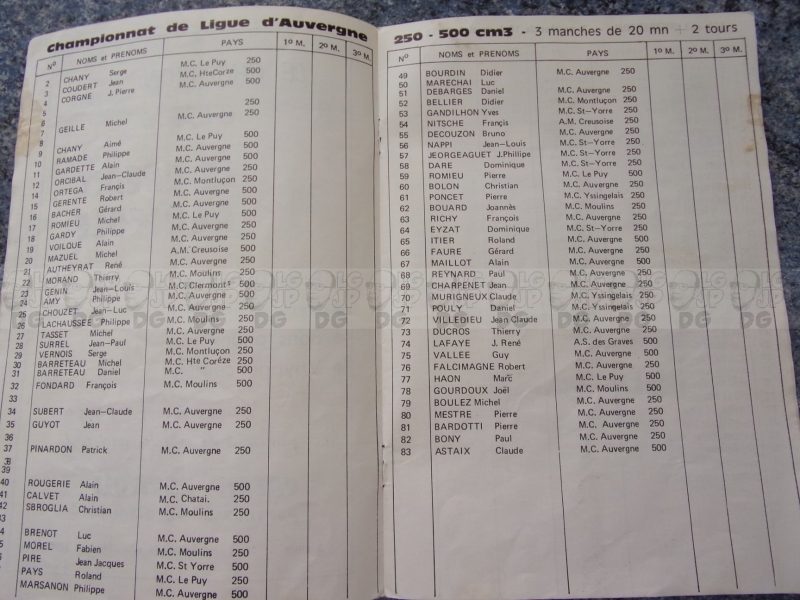 Championnat de Ligue d'Auvergne
Nº NOMS et PRENOMS PAYS 1º M. 2º M. 3º M.
2 CHANY Serge M.C. Le Puy 250
3 COUDERT Jean M.C. HteCorze 500
4 CORGNE J. Pierre M.C. Auvergne 500
5 250
6 M.C. Auvergne 250
7 GEILLE Michel
8 M.C. Le Puy 500
9 CHANY Aimé M.C. Auvergne 500
10 RAMADE Philippe M.C. Auvergne 250
11 GARDETTE Alain M.C. Auvergne 250
12 ORCIBAL Jean-Claude M.C. Montluçon 250
14 ORTEGA Françis M.C. Auvergne 500
15 GERENTE Robert M.C. Auvergne 500
16 BACHER Gérard M.C. Le Puy 500
17 ROMIEU Michel M.C. Auvergne 250
18 GARDY Philippe M.C. Auvergne 500
19 VOILOUE Alain A.M. Creusoise 500
20 MAZUEL Michel M.C. Auvergne 250
21 AUTHEYRAT René M.C. Moulins 250
22 MORAND Thierry M.C. Clermont 500
23 GENIN Jean-Louis M.C. Auvergne 500
24 AMY Philippe M.C. Auvergne 250
25 CHOUZET Jean-Luc M.C. Moulins 250
26 LACHAUSSEE Philippe M.C. Auvergne 250
27 TASSET Michel M.C. Le Puy 500
28 SURREL Jean-Paul M.C. Montluçon 250
29 VERNOIS Serge M.C. Hte Corèze 250
30 BARRETEAU Michel M.C. " 250
31 BARRETEAU Daniel
32 FONDARD François M.C. Moulins 500
33
34 SUBERT Jean-Claude M.C. Auvergne 250
35 GUYOT Jean M.C. Auvergne 250
36
37 PINARDON Patrick M.C. Auvergne 250
38
39
40 ROUGERIE Alain M.C. Auvergne 500
41 CALVET Alain M.C. Chatai. 250
42 SBROGLIA Christian M.C. Moulins 250
BRENOT Luc M.C. Auvergne 500
MOREL Fabien M.C. Moulins 250
PIRE Jean Jacques M.C. St Yorre 500
PAYS Roland M.C. Le Puy 250
MARSANON Philippe M.C. Auvergne 500
250 - 500 cm3 - 3 manches de 20 mn + 2 tours
Nº NOMS et PRENOMS PAYS 1º M. 2º M. 3º M.
49 BOURDIN Didier M.C. Auvergne 250
50 MARECHAI Luc
51 DEBARGES Daniel M.C. Auvergne 250
52 BELLIER Didier M.C. Montluçon 250
53 GANDILHON Yves M.C. St-Yorre 250
54 NITSCHE Françis A.M. Creusoise 250
55 DECOUZON Bruno M.C. Auvergne 250
56 NAPPI Jean-Louis M.C. St-Yorre 250
57 JEORGEAGUET J.Phillipe M.C. St-Yorre 250
58 DARE Dominique M.C. St-Yorre 250
59 ROMIEU Pierre M.C. Le Puy 500
60 BOLON Christian M.C. Auvergne 250
61 PONCET Pierre M.C. Yssingelais 250
62 BOUARD Joannès M.C. Moulins 250
63 RICHY François M.C. Auvergne 250
64 EYZAT Dominique M.C. St-Yorre 250
65 ITIER Roland M.C. Auvergne 500
66 FAURE Gérard M.C. Auvergne 250
67 MAILLOT Alain M.C. Auvergne 500
68 REYNARD Paul M.C. Auvergne 250
69 CHARPENET Jean M.C. Auvergne 250
70 MURIGNEUX Claude M.C. Yssingelais 250
71 POULY Daniel M.C. Yssingelais 250
72 VILLEDIEU Jean Claude M.C. Auvergne 250
73 DUCROS Thierry M.C. Auvergne 250
74 LAFAYE J. René A.S. des Graves 500
75 VALLEE Guy M.C. Auvergne 500
76 FALCIMAGNE Robert M.C. Auvergne 250
77 HAON Marc M.C. Le Puy 500
78 GOURDOUX Joël M.C. Moulins 500
79 BOULEZ Michel M.C. Auvergne 250
80 MESTRE Pierre M.C. Auvergne 250
81 BARDOTTI Pierre M.C. Auvergne 250
82 BONY Paul M.C. Auvergne 250
83 ASTAIX Claude M.C. Auvergne 500